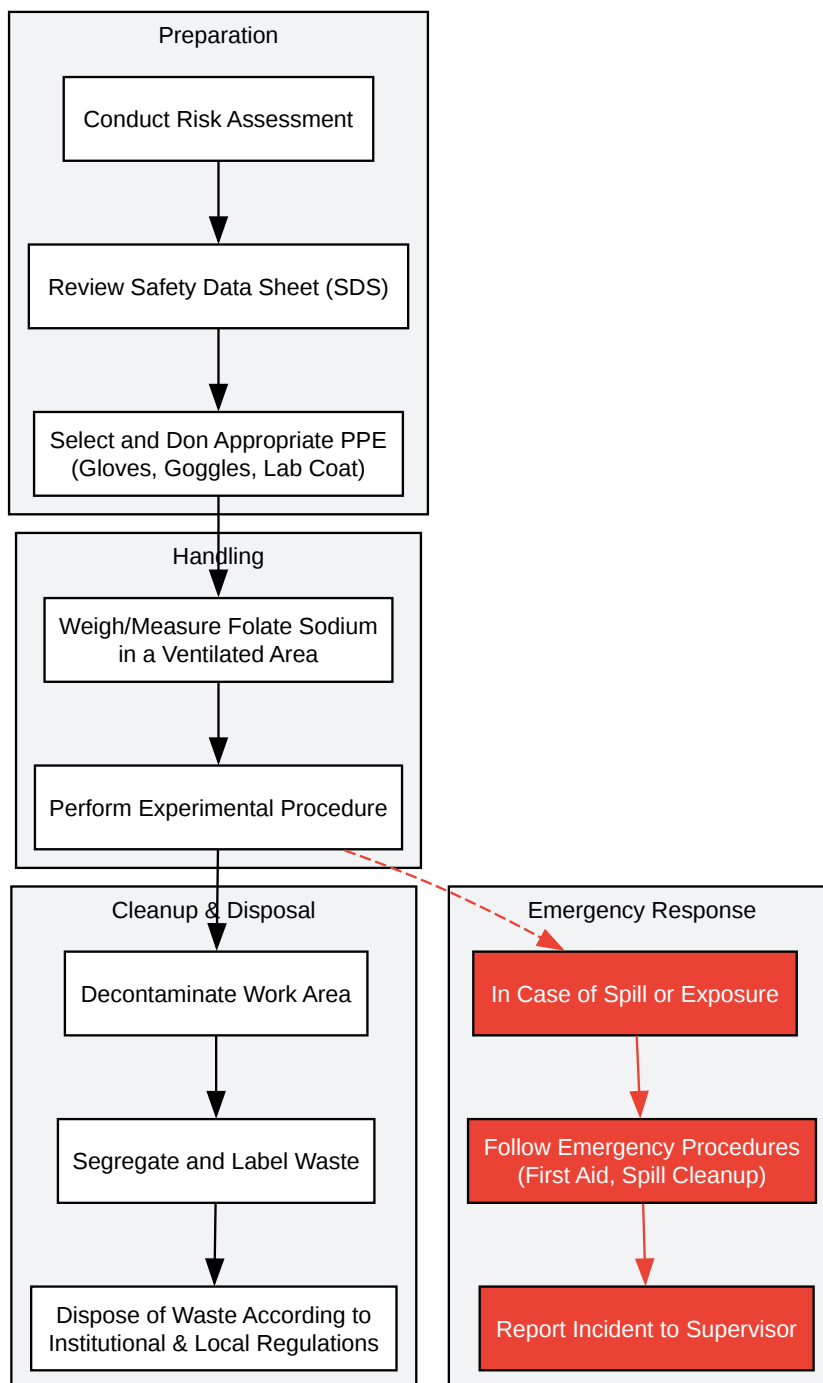 Preparation
Conduct Risk Assessment
Review Safety Data Sheet (SDS)
Select and Don Appropriate PPE
(Gloves, Goggles, Lab Coat)
Handling
Weigh/Measure Folate Sodium
in a Ventilated Area
Perform Experimental Procedure
Cleanup & Disposal
Decontaminate Work Area
Segregate and Label Waste
Dispose of Waste According to
Institutional & Local Regulations
Emergency Response
In Case of Spill or Exposure
Follow Emergency Procedures
(First Aid, Spill Cleanup)
Report Incident to Supervisor